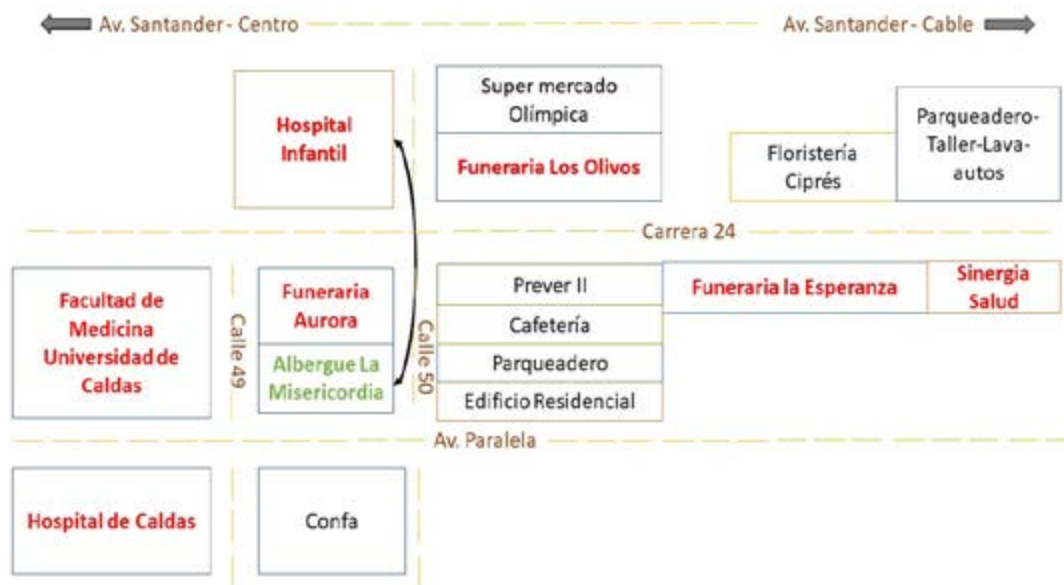 Av. Santander - Centro
Av. Santander - Cable
Hospital
Infantil
Super mercado
Olímpica
Funeraria Los Olivos
Floristería
Ciprés
Parqueadero-
Taller-Lava-
autos
Carrera 24
Facultad de
Medicina
Universidad de
Caldas
Calle 49
Funeraria
Aurora
Albergue La
Misericordia
Calle 50
Prever II
Cafetería
Parqueadero
Edificio Residencial
Funeraria la Esperanza
Sinergia
Salud
Av. Paralela
Hospital de Caldas
Confa